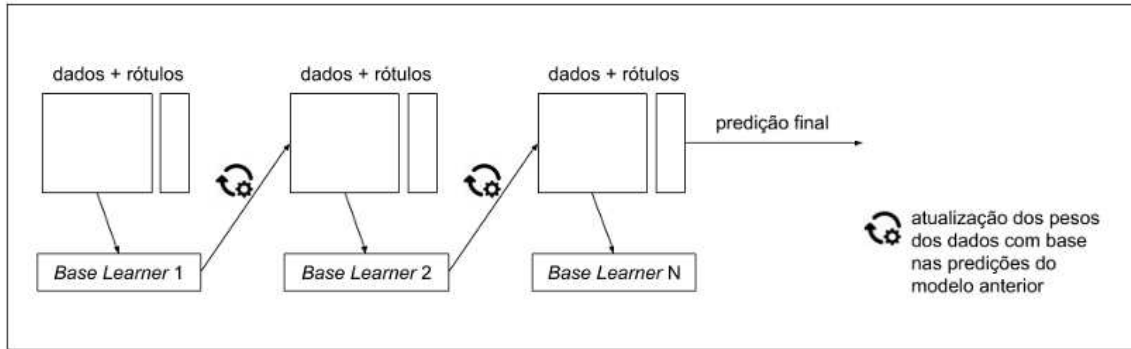 dados + rótulos
dados + rótulos
dados + rótulos
predição final
Base Learner 1
Base Learner 2
Base Learner N
atualização dos pesos
dos dados com base
nas predições do
modelo anterior